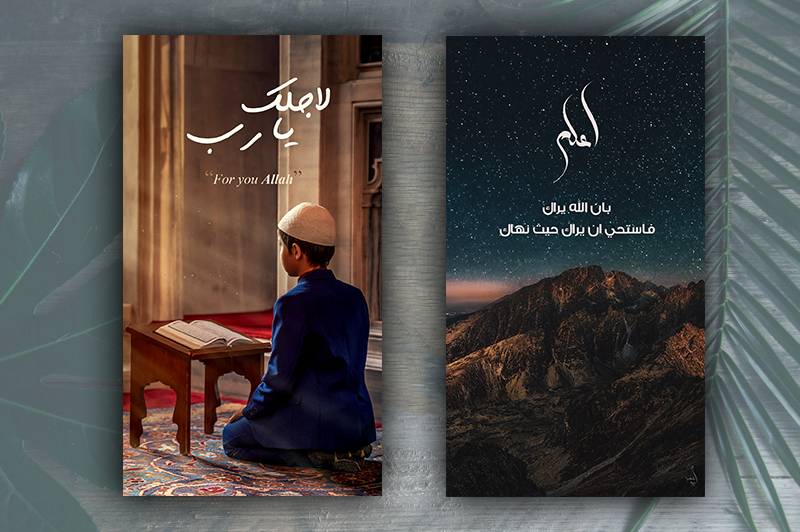 لاجلك
يارب
“For you Allah”
اعلم
بان الله يراك
فاستحي ان يراك حيث نهاك